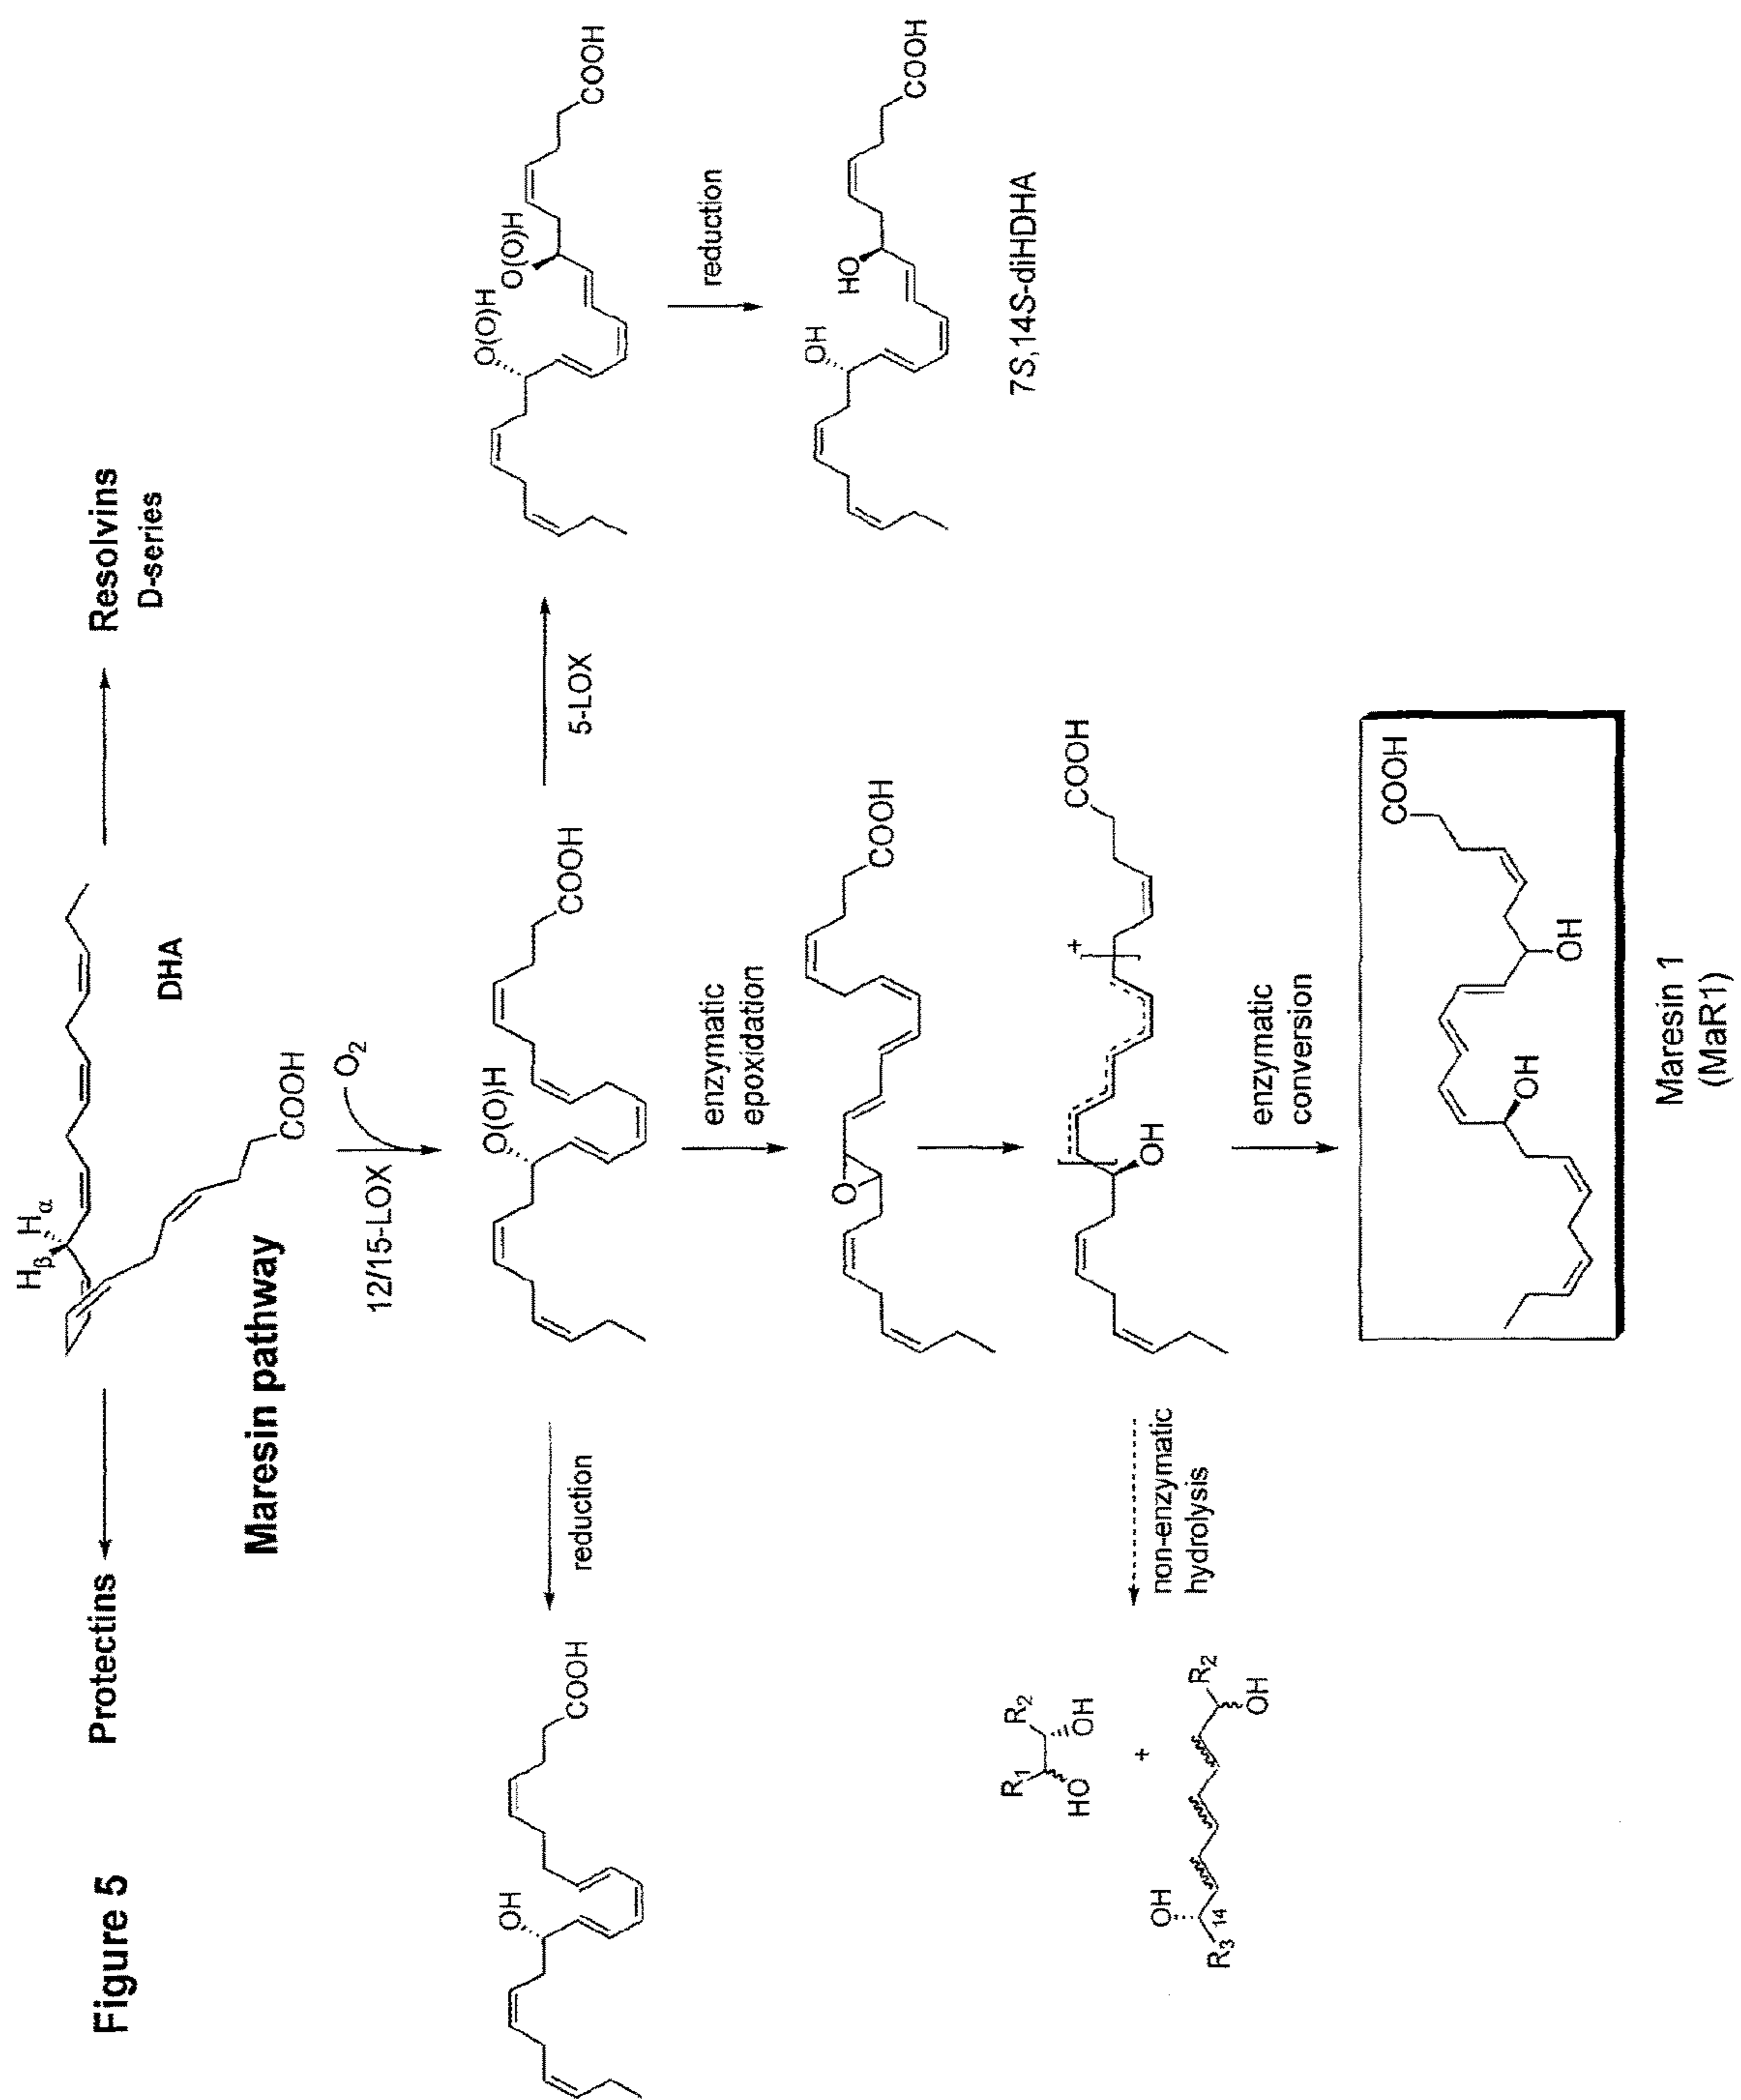 Figure 5
Protectins
Resolvins
D-series
Hβ Hα
COOH
DHA
Maresin pathway
12/15-LOX
O2
OH
COOH
reduction
O(O)H
COOH
5-LOX
O(O)H
O(O)H
COOH
enzymatic
epoxidation
reduction
O
COOH
OH
HO
COOH
7S,14S-diHDHA
R1 R2
HO OH
+
OH
R3 14
R2
OH
non-enzymatic
hydrolysis
OH
+
COOH
enzymatic
conversion
OH
OH
COOH
Maresin 1
(MaR1)